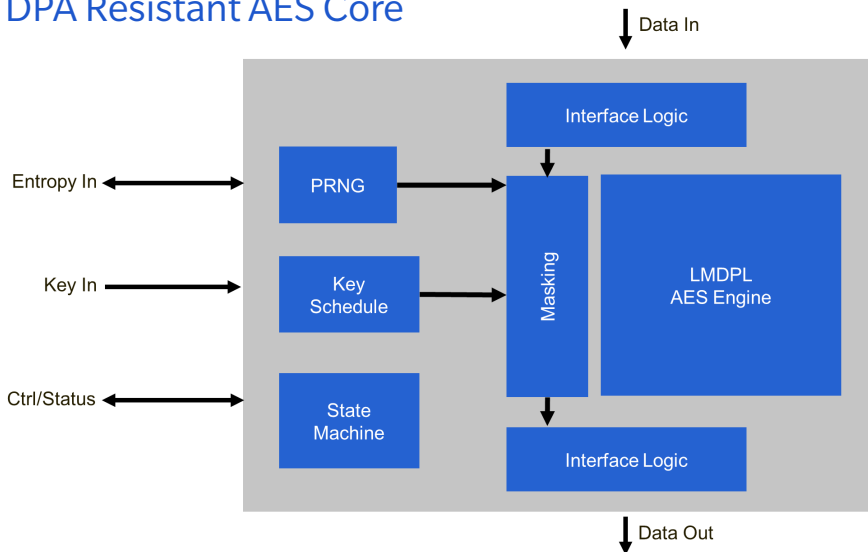 DPA Resistant AES Core
Data In
Interface Logic
Entropy In
PRNG
Key In
Key
Schedule
Masking
LMDPL
AES Engine
Ctrl/Status
State
Machine
Interface Logic
Data Out